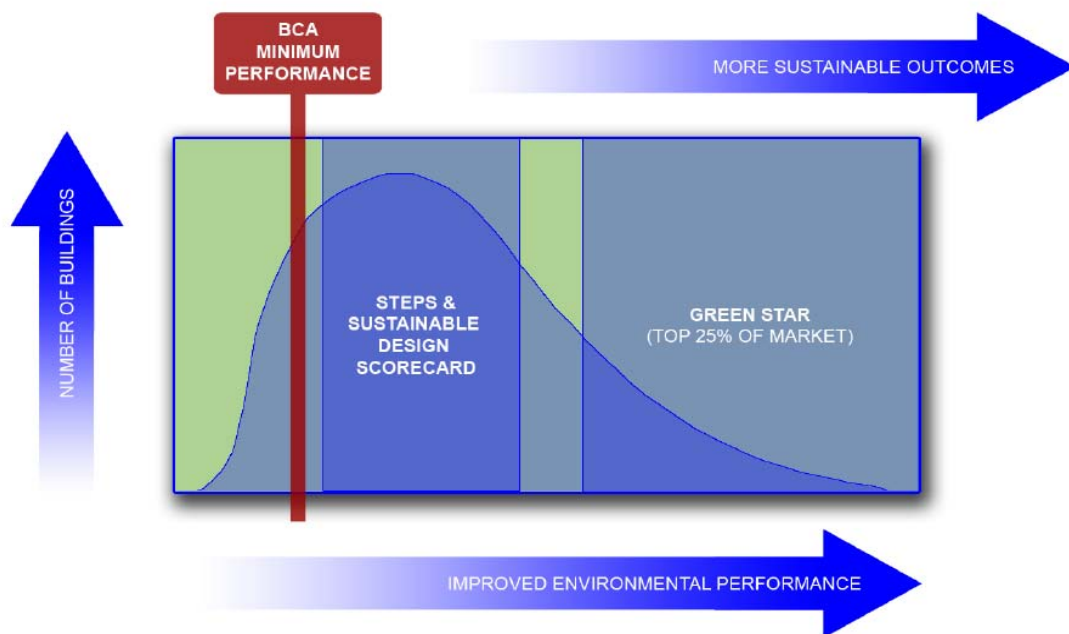 BCA
MINIMUM
PERFORMANCE
MORE SUSTAINABLE OUTCOMES
NUMBER OF BUILDINGS
STEPS &
SUSTAINABLE
DESIGN
SCORECARD
GREEN STAR
(TOP 25% OF MARKET)
IMPROVED ENVIRONMENTAL PERFORMANCE